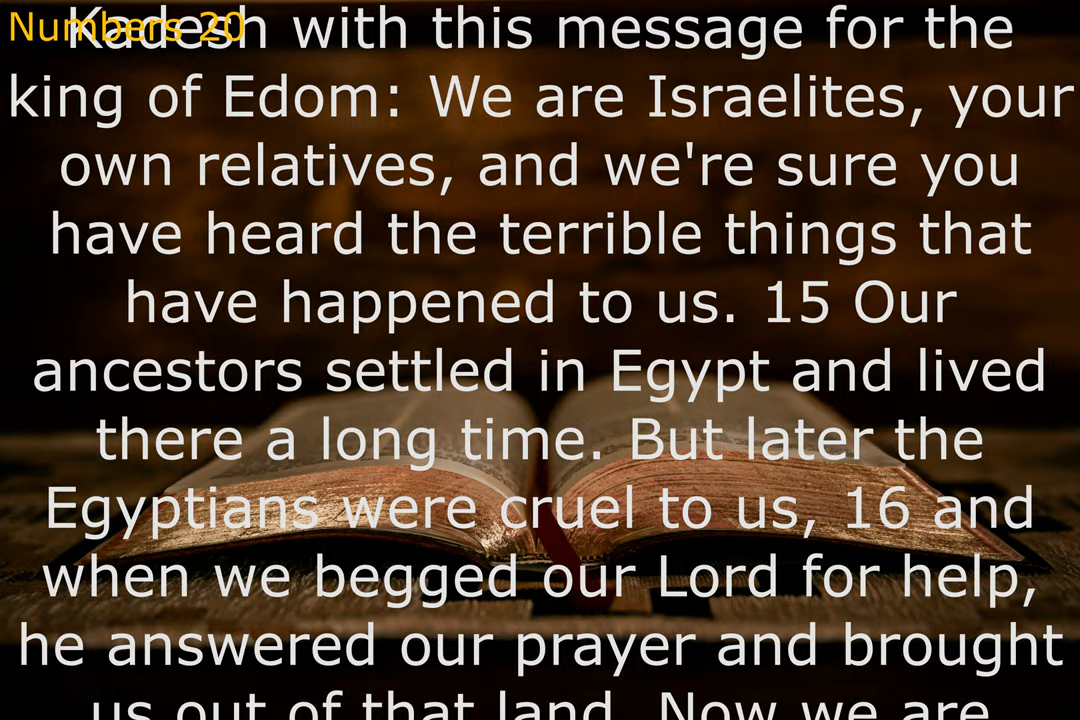 Numbers 20
Kadesh with this message for the
king of Edom: We are Israelites, your
own relatives, and we're sure you
have heard the terrible things that
have happened to us. 15 Our
ancestors settled in Egypt and lived
there a long time. But later the
Egyptians were cruel to us, 16 and
when we begged our Lord for help,
he answered our prayer and brought
us out of that land. Now we are